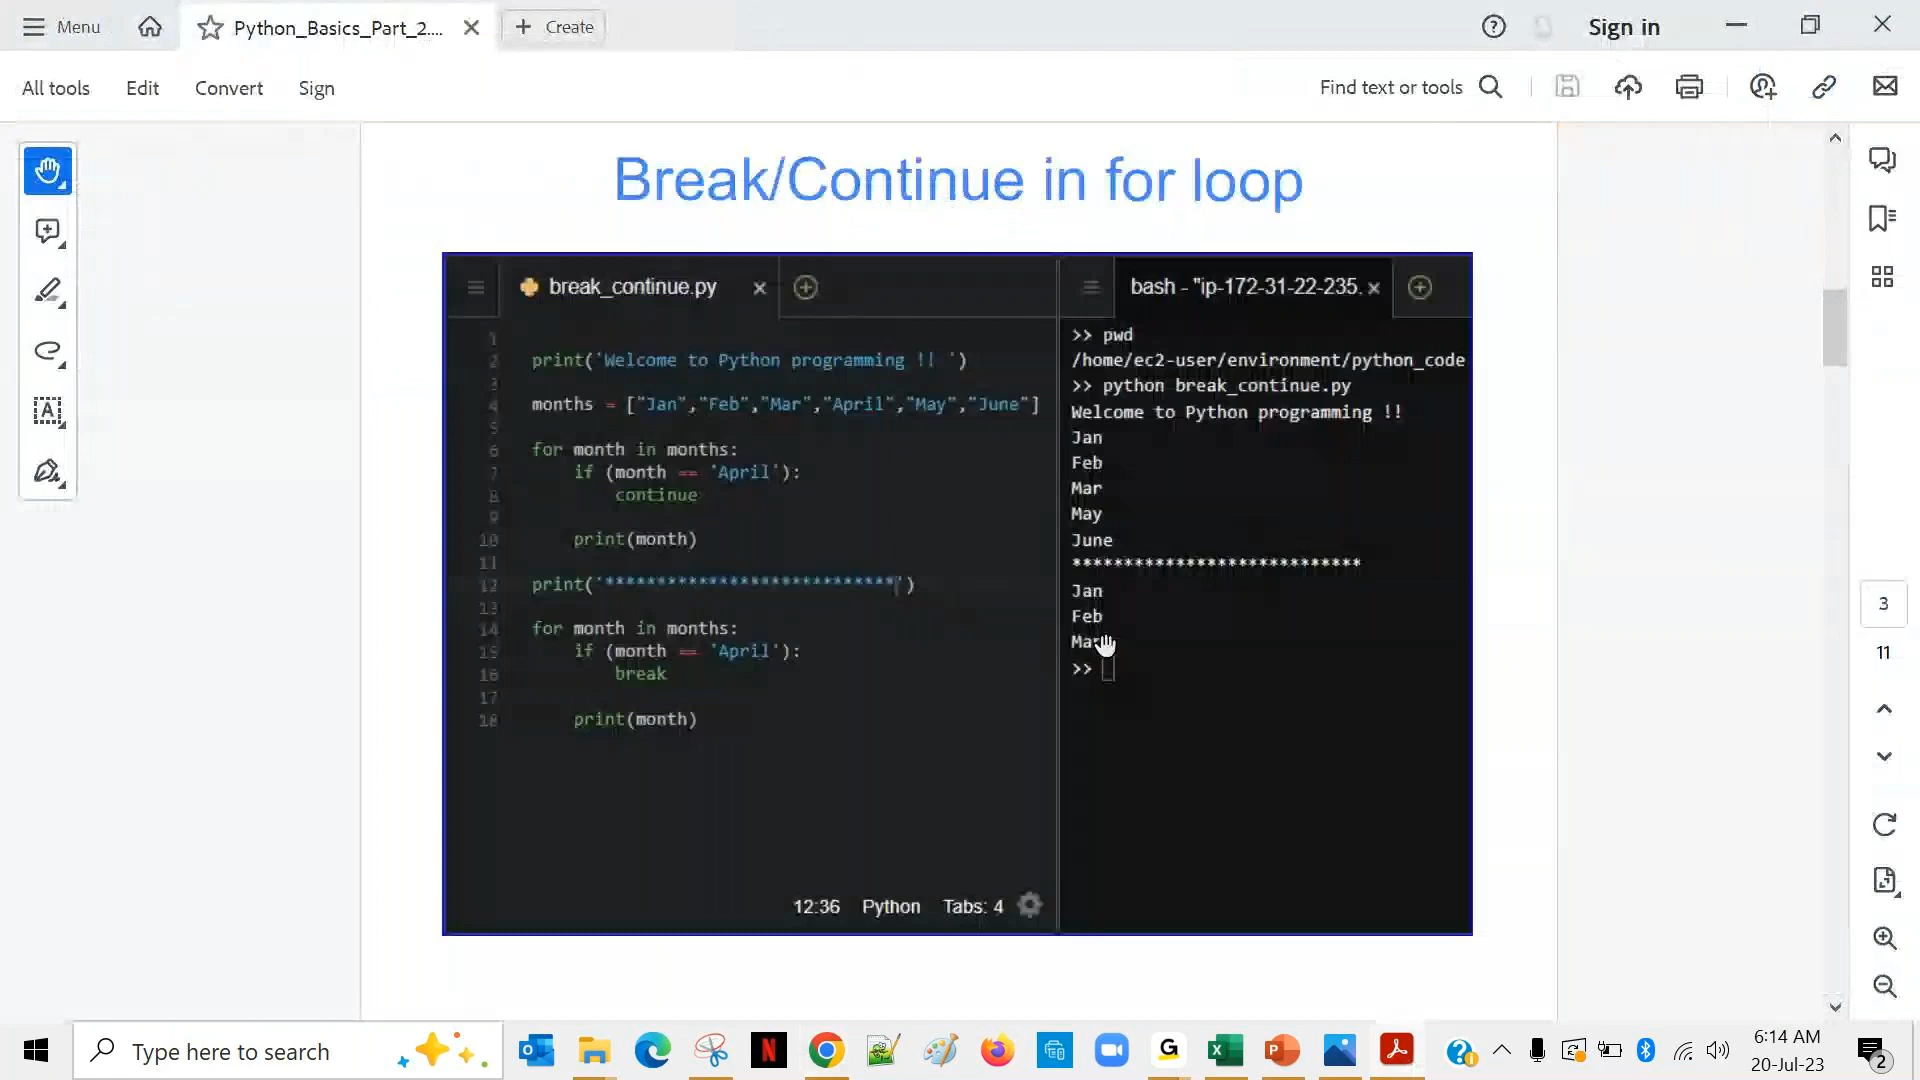 Menu
Python_Basics_Part_2....
Create
Sign in
All tools
Edit
Convert
Sign
Find text or tools
Break/Continue in for loop
break_continue.py
1
2 print('Welcome to Python programming !! ')
3
4 months = ["Jan","Feb","Mar","April","May","June"]
5
6 for month in months:
7 if (month == 'April'):
8 continue
9
10 print(month)
11
12 print('****************************')
13
14 for month in months:
15 if (month == 'April'):
16 break
17
18 print(month)
12:36 Python Tabs: 4
bash - "ip-172-31-22-235.
>> pwd
/home/ec2-user/environment/python_code
>> python break_continue.py
Welcome to Python programming !!
Jan
Feb
Mar
May
June
****************************
Jan
Feb
Mar
>>
3
11
Type here to search
6:14 AM
20-Jul-23
2